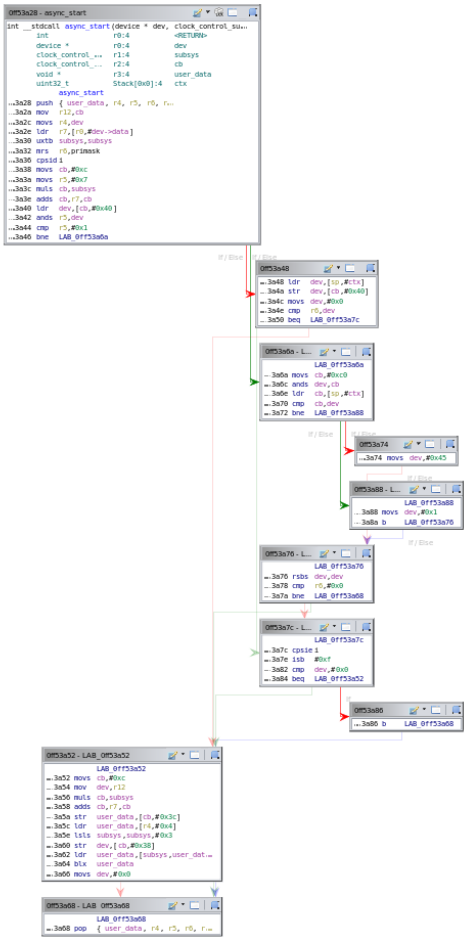 0ff53a28 - async_start
int __stdcall async_start(device * dev, clock_control_su...
int r0:4 <RETURN>
device * r0:4 dev
clock_control_... r1:4 subsys
clock_control_... r2:4 cb
void * r3:4 user_data
uint32_t Stack[0x0]:4 ctx
async_start
...3a28 push { user_data, r4, r5, r6, r...
...3a2a mov r12,cb
...3a2c movs r4,dev
...3a2e ldr r7,[r0,#dev->data]
...3a30 uxtb subsys,subsys
...3a32 mrs r6,primask
...3a36 cpsid i
...3a38 movs cb,#0xc
...3a3a movs r5,#0x7
...3a3c muls cb,subsys
...3a3e adds cb,r7,cb
...3a40 ldr dev,[cb,#0x40]
...3a42 ands r5,dev
...3a44 cmp r5,#0x1
...3a46 bne LAB_0ff53a6a
If / Else
If / Else
0ff53a48
...3a48 ldr dev,[sp,#ctx]
...3a4a str dev,[cb,#0x40]
...3a4c movs dev,#0x0
...3a4e cmp r6,dev
...3a50 beq LAB_0ff53a7c
0ff53a6a - L...
LAB_0ff53a6a
...3a6a movs cb,#0xc0
...3a6c ands dev,cb
...3a6e ldr cb,[sp,#ctx]
...3a70 cmp cb,dev
...3a72 bne LAB_0ff53a88
If / Else
If / Else
0ff53a74
...3a74 movs dev,#0x45
0ff53a88 - L...
LAB_0ff53a88
...3a88 movs dev,#0x1
...3a8a b LAB_0ff53a76
If / Else
0ff53a76 - L...
LAB_0ff53a76
...3a76 rsbs dev,dev
...3a78 cmp r6,#0x0
...3a7a bne LAB_0ff53a68
0ff53a7c - L...
LAB_0ff53a7c
...3a7c cpsie i
...3a7e isb #0xf
...3a82 cmp dev,#0x0
...3a84 beq LAB_0ff53a52
0ff53a86
...3a86 b LAB_0ff53a68
0ff53a52 - LAB_0ff53a52
LAB_0ff53a52
...3a52 movs cb,#0xc
...3a54 mov dev,r12
...3a56 muls cb,subsys
...3a58 adds cb,r7,cb
...3a5a str user_data,[cb,#0x3c]
...3a5c ldr user_data,[r4,#0x4]
...3a5e lsls subsys,subsys,#0x3
...3a60 str dev,[cb,#0x38]
...3a62 ldr user_data,[subsys,user_dat...
...3a64 blx user_data
...3a66 movs dev,#0x0
0ff53a68 - LAB_0ff53a68
LAB_0ff53a68
...3a68 pop { user_data, r4, r5, r6, r...